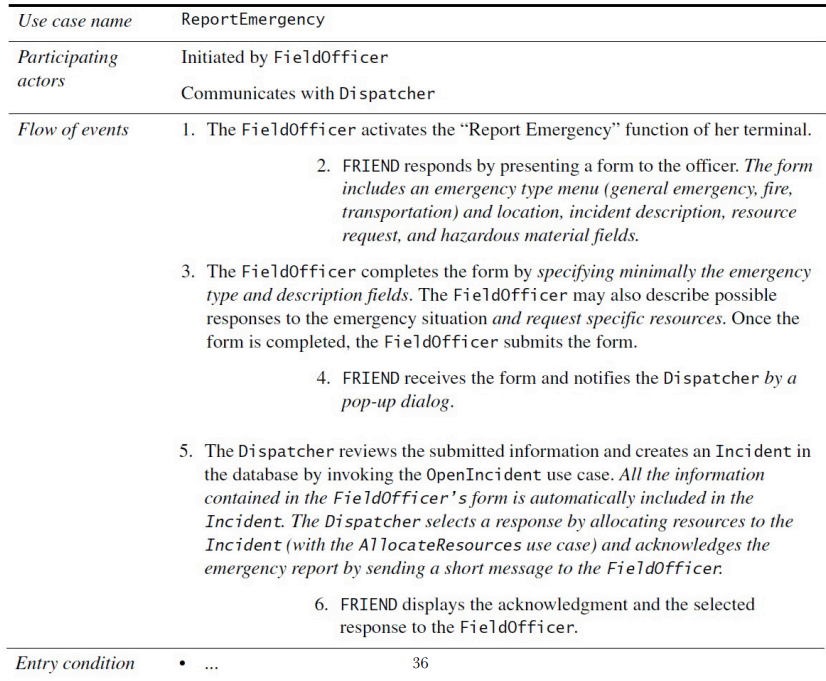 Use case name ReportEmergency
Participating actors
Initiated by FieldOfficer
Communicates with Dispatcher
Flow of events
1. The FieldOfficer activates the “Report Emergency” function of her terminal.
2. FRIEND responds by presenting a form to the officer. The form
includes an emergency type menu (general emergency, fire,
transportation) and location, incident description, resource
request, and hazardous material fields.
3. The FieldOfficer completes the form by specifying minimally the emergency
type and description fields. The FieldOfficer may also describe possible
responses to the emergency situation and request specific resources. Once the
form is completed, the FieldOfficer submits the form.
4. FRIEND receives the form and notifies the Dispatcher by a
pop-up dialog.
5. The Dispatcher reviews the submitted information and creates an Incident in
the database by invoking the OpenIncident use case. All the information
contained in the FieldOfficer’s form is automatically included in the
Incident. The Dispatcher selects a response by allocating resources to the
Incident (with the AllocateResources use case) and acknowledges the
emergency report by sending a short message to the FieldOfficer.
6. FRIEND displays the acknowledgment and the selected
response to the FieldOfficer.
Entry condition • ...
36